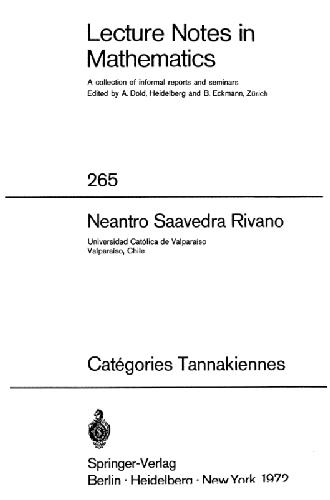 Lecture Notes in
Mathematics
A collection of informal reports and seminars
Edited by A. Dold, Heidelberg and B. Eckmann, Zürich
265
Neantro Saavedra Rivano
Universidad Católica de Valparaiso
Valparaiso, Chile
Catégories Tannakiennes
Springer-Verlag
Berlin · Heidelberg · New York 1972